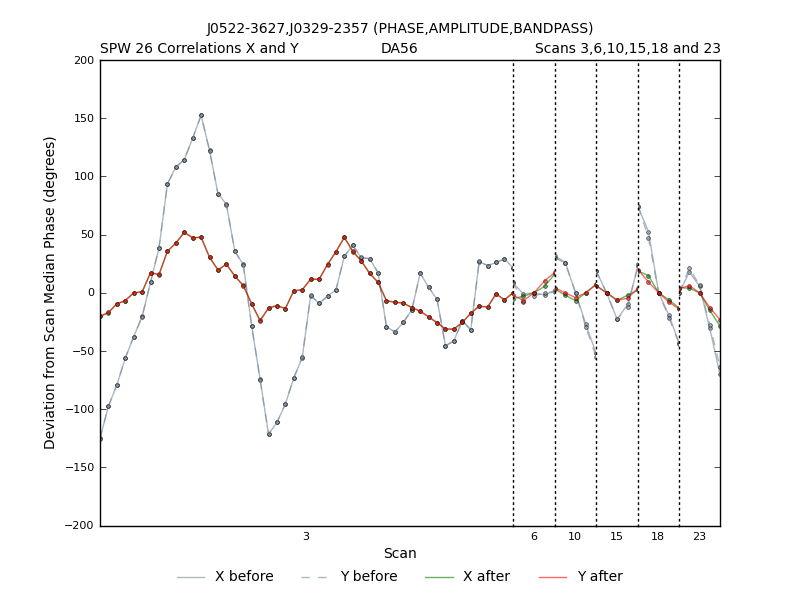 J0522-3627,J0329-2357 (PHASE,AMPLITUDE,BANDPASS)
SPW 26 Correlations X and Y DA56 Scans 3,6,10,15,18 and 23
200
150
100
50
0
−50
−100
−150
−200
Deviation from Scan Median Phase (degrees)
3 6 10 15 18 23
Scan
X before Y before X after Y after